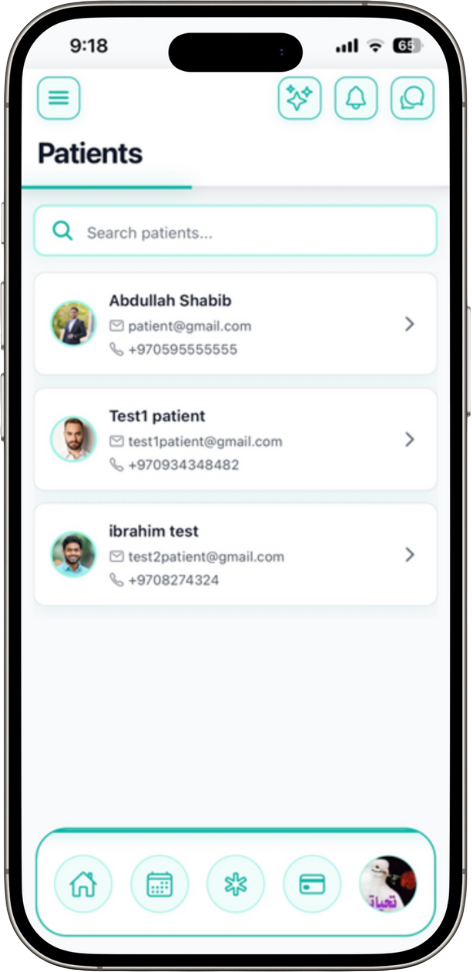 9:18
65
Patients
Search patients...
Abdullah Shabib
patient@gmail.com
+970595555555
Test1 patient
test1patient@gmail.com
+970934348482
ibrahim test
test2patient@gmail.com
+9708274324
تحياتي